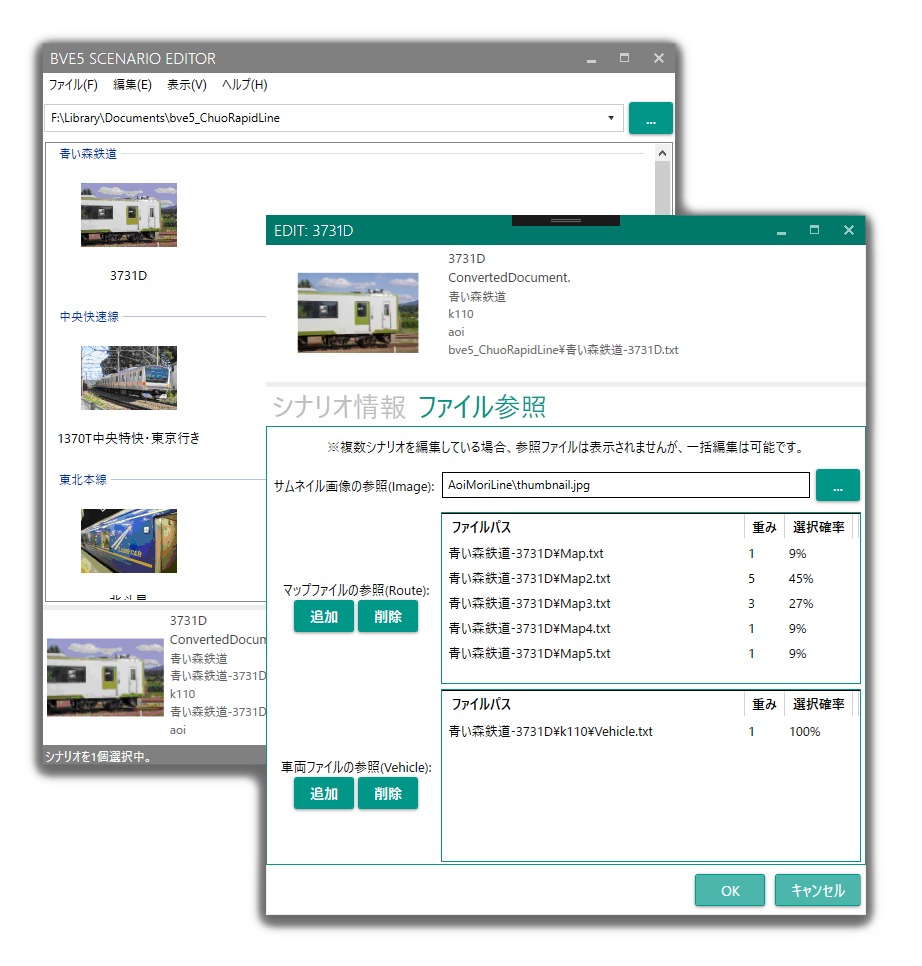 BVE5 SCENARIO EDITOR
ファイル(F) 編集(E) 表示(V) ヘルプ(H)
F:\Library\Documents\bve5_ChuoRapidLine
...
青い森鉄道
3731D
中央快速線
1370T中央特快・東京行き
東北本線
北斗星
3731D
ConvertedDocum
青い森鉄道
青い森鉄道-3731D
k110
青い森鉄道-3731D
aoi
シナリオを1個選択中。
EDIT: 3731D
3731D
ConvertedDocument.
青い森鉄道
k110
aoi
bve5_ChuoRapidLine¥青い森鉄道-3731D.txt
シナリオ情報 ファイル参照
※複数シナリオを編集している場合、参照ファイルは表示されませんが、一括編集は可能です。
サムネイル画像の参照(Image): AoiMoriLine\thumbnail.jpg ...
マップファイルの参照(Route):
追加 削除
ファイルパス 重み 選択確率
青い森鉄道-3731D¥Map.txt 1 9%
青い森鉄道-3731D¥Map2.txt 5 45%
青い森鉄道-3731D¥Map3.txt 3 27%
青い森鉄道-3731D¥Map4.txt 1 9%
青い森鉄道-3731D¥Map5.txt 1 9%
車両ファイルの参照(Vehicle):
追加 削除
ファイルパス 重み 選択確率
青い森鉄道-3731D¥k110¥Vehicle.txt 1 100%
OK キャンセル